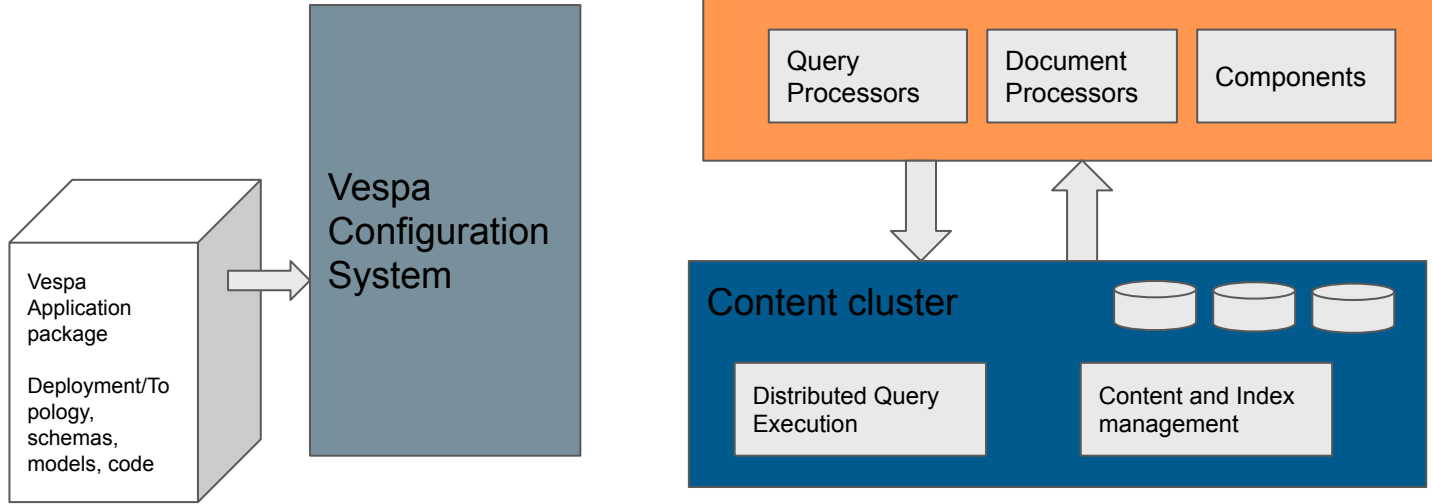 Vespa
Application
package
Deployment/To
pology,
schemas,
models, code
Vespa
Configuration
System
Query
Processors
Document
Processors
Components
Content cluster
Distributed Query
Execution
Content and Index
management